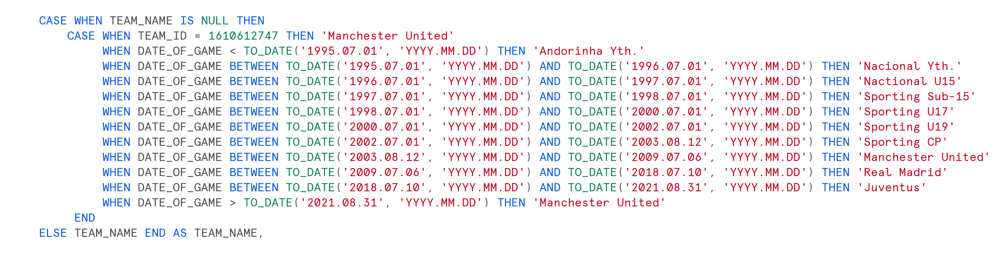 CASE WHEN TEAM_NAME IS NULL THEN
CASE WHEN TEAM_ID = 1610612747 THEN 'Manchester United'
WHEN DATE_OF_GAME < TO_DATE('1995.07.01', 'YYYY.MM.DD') THEN 'Andorinha Yth.'
WHEN DATE_OF_GAME BETWEEN TO_DATE('1995.07.01', 'YYYY.MM.DD') AND TO_DATE('1996.07.01', 'YYYY.MM.DD') THEN 'Nacional Yth.'
WHEN DATE_OF_GAME BETWEEN TO_DATE('1996.07.01', 'YYYY.MM.DD') AND TO_DATE('1997.07.01', 'YYYY.MM.DD') THEN 'Nactional U15'
WHEN DATE_OF_GAME BETWEEN TO_DATE('1997.07.01', 'YYYY.MM.DD') AND TO_DATE('1998.07.01', 'YYYY.MM.DD') THEN 'Sporting Sub-15'
WHEN DATE_OF_GAME BETWEEN TO_DATE('1998.07.01', 'YYYY.MM.DD') AND TO_DATE('2000.07.01', 'YYYY.MM.DD') THEN 'Sporting U17'
WHEN DATE_OF_GAME BETWEEN TO_DATE('2000.07.01', 'YYYY.MM.DD') AND TO_DATE('2002.07.01', 'YYYY.MM.DD') THEN 'Sporting U19'
WHEN DATE_OF_GAME BETWEEN TO_DATE('2002.07.01', 'YYYY.MM.DD') AND TO_DATE('2003.08.12', 'YYYY.MM.DD') THEN 'Sporting CP'
WHEN DATE_OF_GAME BETWEEN TO_DATE('2003.08.12', 'YYYY.MM.DD') AND TO_DATE('2009.07.06', 'YYYY.MM.DD') THEN 'Manchester United'
WHEN DATE_OF_GAME BETWEEN TO_DATE('2009.07.06', 'YYYY.MM.DD') AND TO_DATE('2018.07.10', 'YYYY.MM.DD') THEN 'Real Madrid'
WHEN DATE_OF_GAME BETWEEN TO_DATE('2018.07.10', 'YYYY.MM.DD') AND TO_DATE('2021.08.31', 'YYYY.MM.DD') THEN 'Juventus'
WHEN DATE_OF_GAME > TO_DATE('2021.08.31', 'YYYY.MM.DD') THEN 'Manchester United'
END
ELSE TEAM_NAME END AS TEAM_NAME,